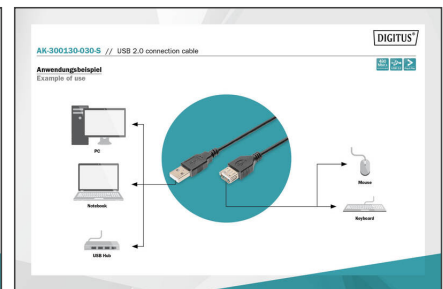 DIGITUS®
AK-300130-030-S // USB 2.0 connection cable
Anwendungsbeispiel
Example of use
PC
Notebook
USB Hub
Mouse
Keyboard